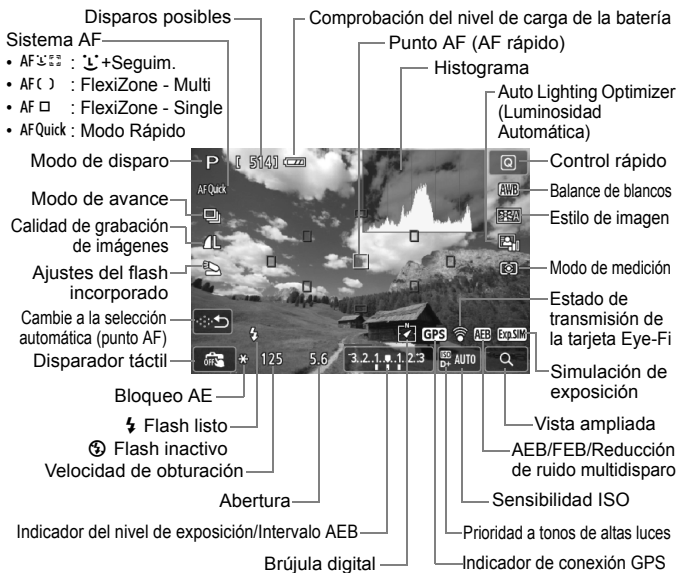 Disparos posibles
Comprobación del nivel de carga de la batería
Sistema AF
Punto AF (AF rápido)
• AF : +Seguim.
Histograma
• AF( ) : FlexiZone - Multi
• AF □ : FlexiZone - Single
• AFQuick : Modo Rápido
Auto Lighting Optimizer
(Luminosidad
Automática)
Modo de disparo
P [ 514]
Q
Control rápido
AF Quick
AWB
Modo de avance
Balance de blancos
Calidad de grabación
de imágenes
L
Estilo de imagen
Ajustes del flash
incorporado
Modo de medición
Cambie a la selección
automática (punto AF)
Estado de
transmisión de
la tarjeta Eye-Fi
N
GPS
AEB
Exp.SIM
Disparador táctil
OFF
* 125 5.6
-3..2..1..0..1..2.:3
ISO
D+
AUTO
Simulación de
exposición
Bloqueo AE
Flash listo
Vista ampliada
Flash inactivo
AEB/FEB/Reducción
de ruido multidisparo
Velocidad de obturación
Abertura
Sensibilidad ISO
Indicador del nivel de exposición/Intervalo AEB
Prioridad a tonos de altas luces
Brújula digital
Indicador de conexión GPS